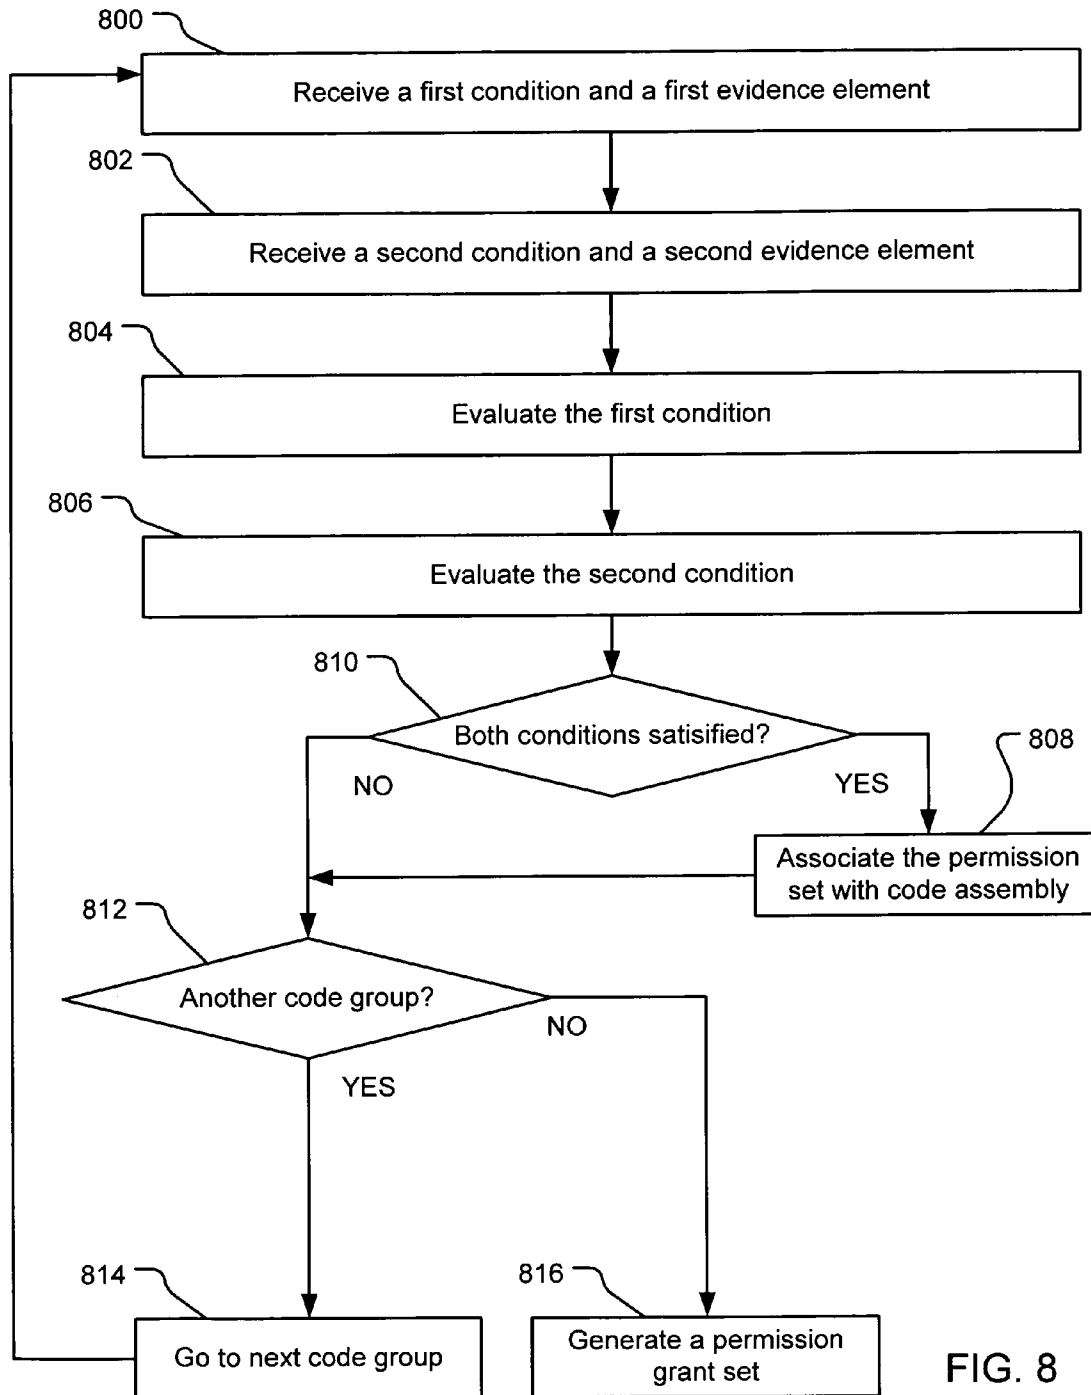 800
Receive a first condition and a first evidence element
802
Receive a second condition and a second evidence element
804
Evaluate the first condition
806
Evaluate the second condition
810
Both conditions satisified?
808
NO
YES
Associate the permission
set with code assembly
812
Another code group?
NO
YES
814
816
Go to next code group
Generate a permission
grant set
FIG. 8